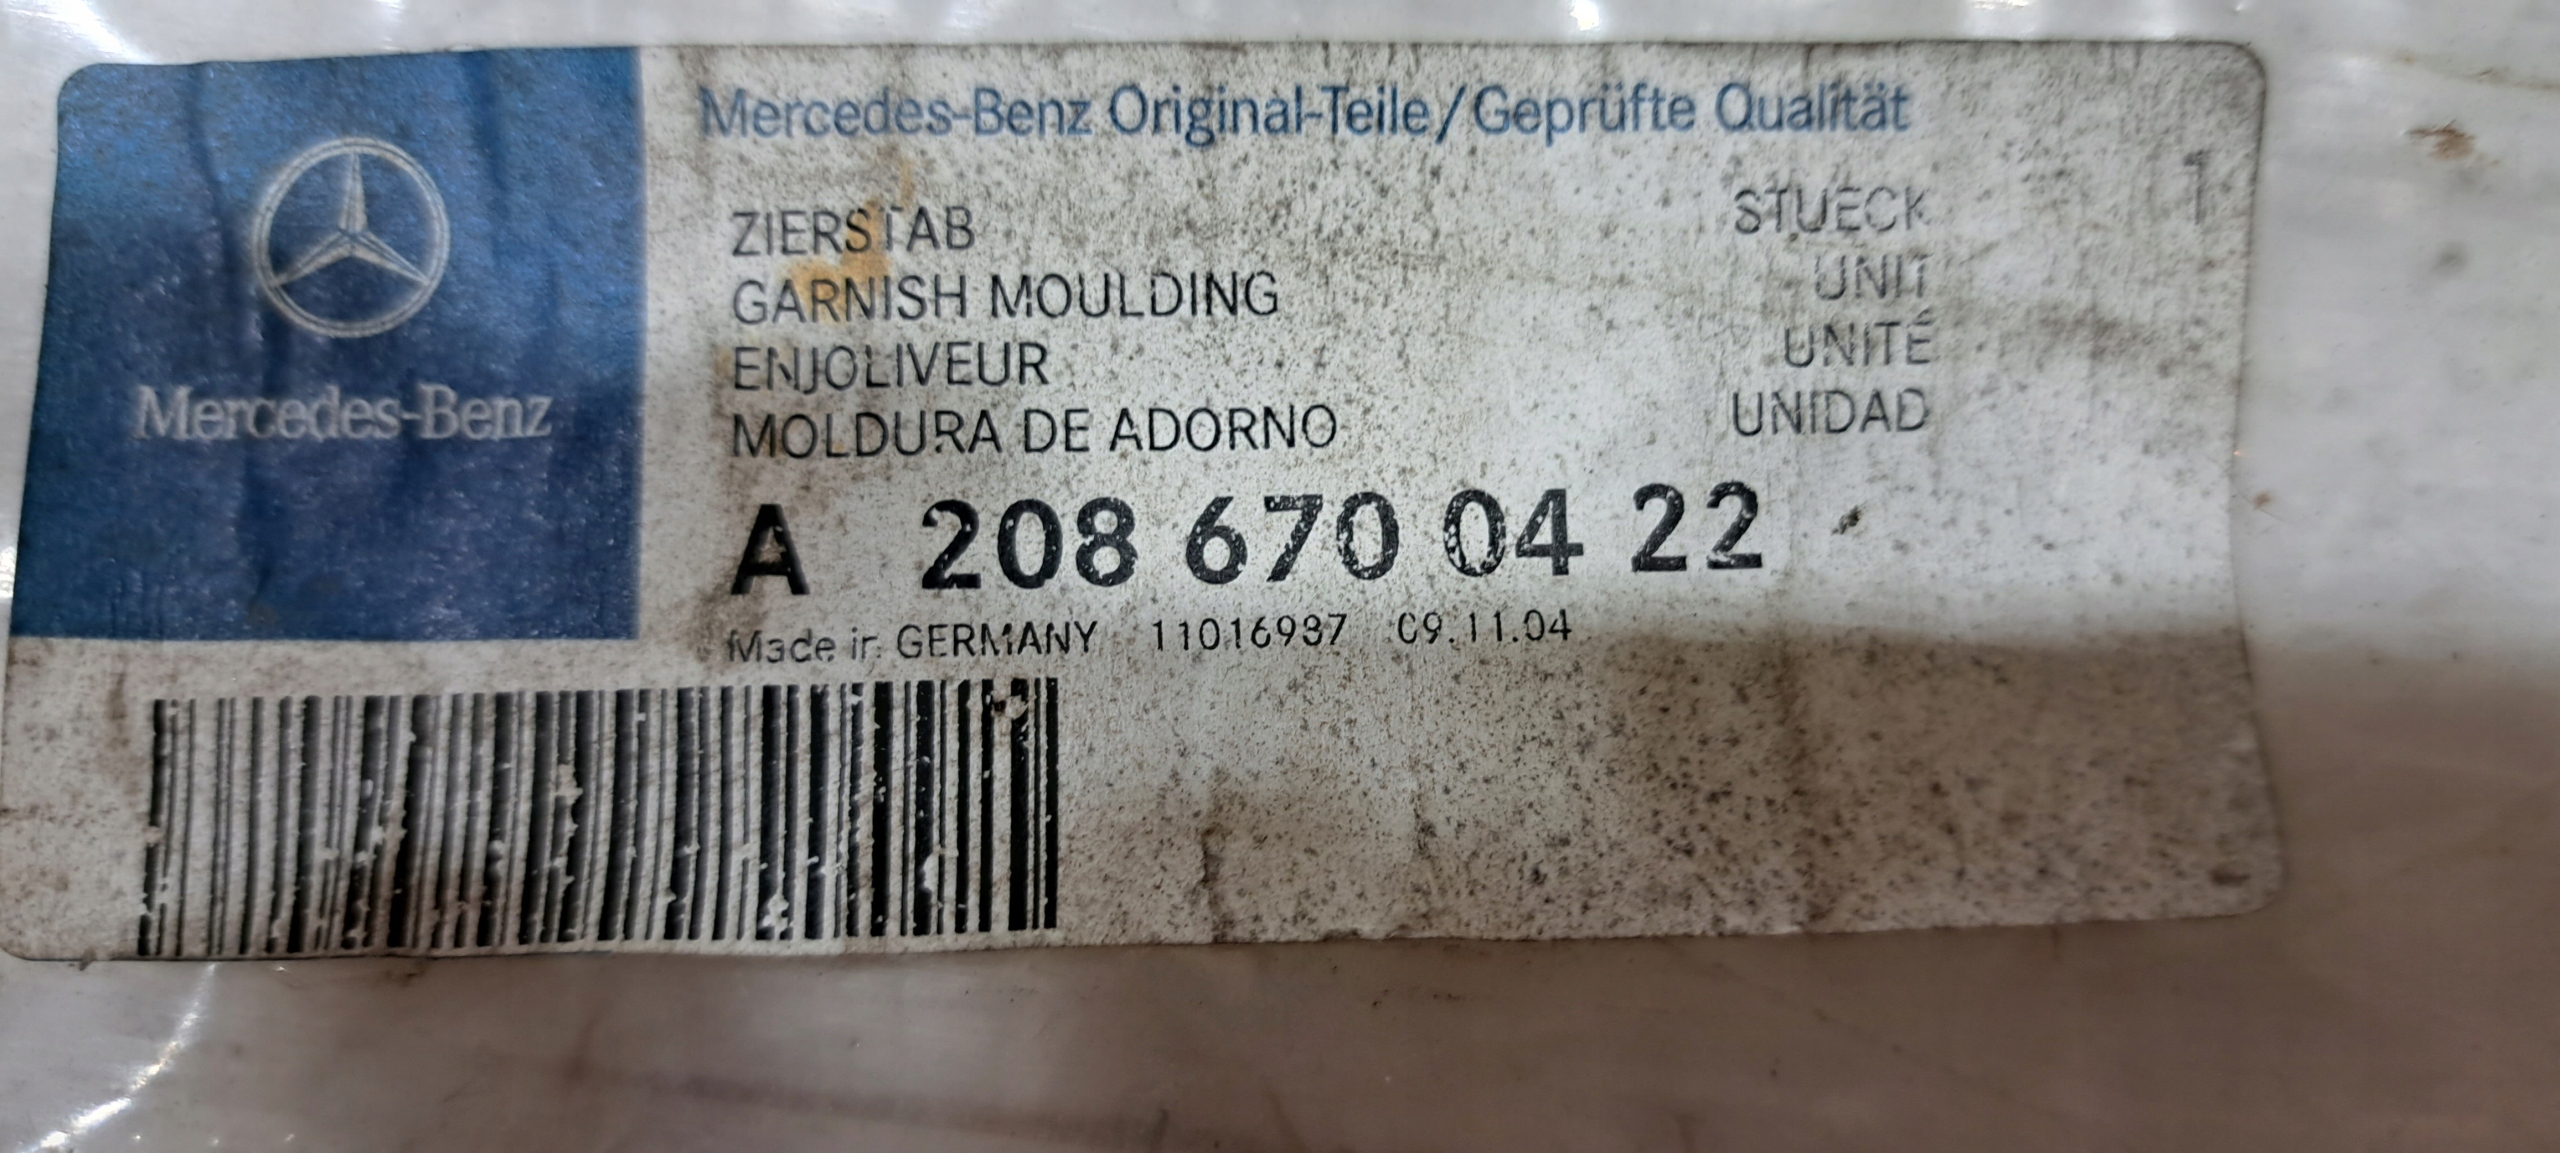 Mercedes-Benz
Mercedes-Benz Original-Teile/Geprüfte Qualität
ZIERSTAB STUECK 1
GARNISH MOULDING UNIT
ENJOLIVEUR UNITÉ
MOLDURA DE ADORNO UNIDAD
A 208 670 04 22
Made in GERMANY 11016937 09.11.04